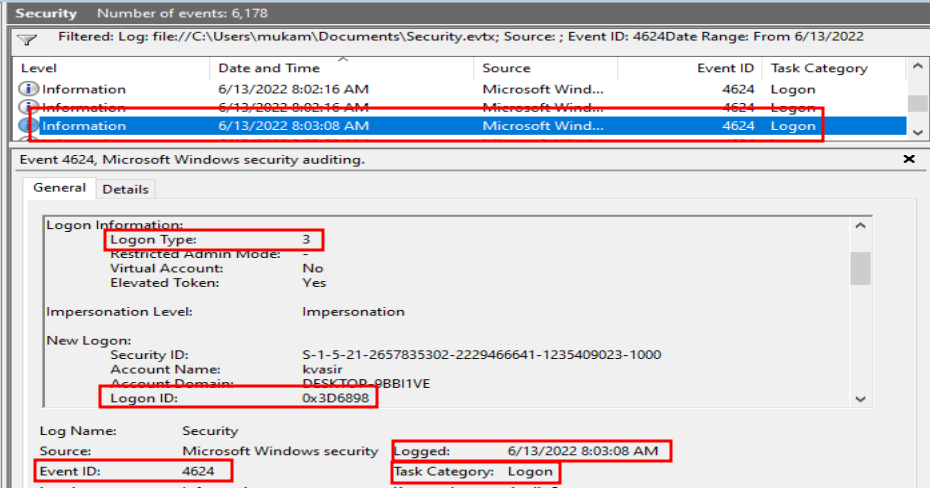 Security Number of events: 6,178
Filtered: Log: file://C:\Users\mukam\Documents\Security.evtx; Source: ; Event ID: 4624Date Range: From 6/13/2022
Level Date and Time Source Event ID Task Category
Information 6/13/2022 8:02:16 AM Microsoft Wind... 4624 Logon
Information 6/13/2022 8:02:16 AM Microsoft Wind... 4624 Logon
Information 6/13/2022 8:03:08 AM Microsoft Wind... 4624 Logon
Event 4624, Microsoft Windows security auditing.
General Details
Logon Information:
Logon Type: 3
Restricted Admin Mode: -
Virtual Account: No
Elevated Token: Yes
Impersonation Level: Impersonation
New Logon:
Security ID: S-1-5-21-2657835302-2229466641-1235409023-1000
Account Name: kvasir
Account Domain: DESKTOP-9BBI1VE
Logon ID: 0x3D6898
Log Name: Security
Source: Microsoft Windows security Logged: 6/13/2022 8:03:08 AM
Event ID: 4624 Task Category: Logon